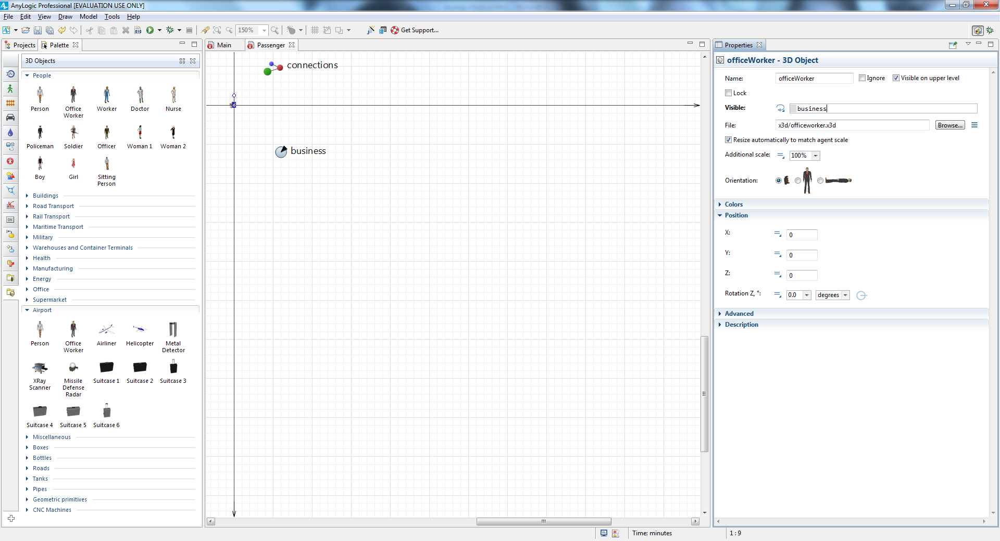 AnyLogic Professional [EVALUATION USE ONLY]
File Edit View Draw Model Tools Help
150% Get Support...
Projects Palette
3D Objects
People
Person Office Worker Worker Doctor Nurse
Policeman Soldier Officer Woman 1 Woman 2
Boy Girl Sitting Person
Buildings
Road Transport
Rail Transport
Maritime Transport
Military
Warehouses and Container Terminals
Health
Manufacturing
Energy
Office
Supermarket
Airport
Person Office Worker Airliner Helicopter Metal Detector
XRay Scanner Missile Defense Radar Suitcase 1 Suitcase 2 Suitcase 3
Suitcase 4 Suitcase 5 Suitcase 6
Miscellaneous
Boxes
Bottles
Roads
Tanks
Pipes
Geometric primitives
CNC Machines
OK
Main Passenger
connections
business
Properties
officeWorker - 3D Object
Name: officeWorker Ignore Visible on upper level
Lock
Visible: business
File: x3d/officeworker.x3d Browse...
Resize automatically to match agent scale
Additional scale: 100%
Orientation:
Colors
Position
X: 0
Y: 0
Z: 0
Rotation Z, °: 0.0 degrees
Advanced
Description
Time: minutes 1 : 9